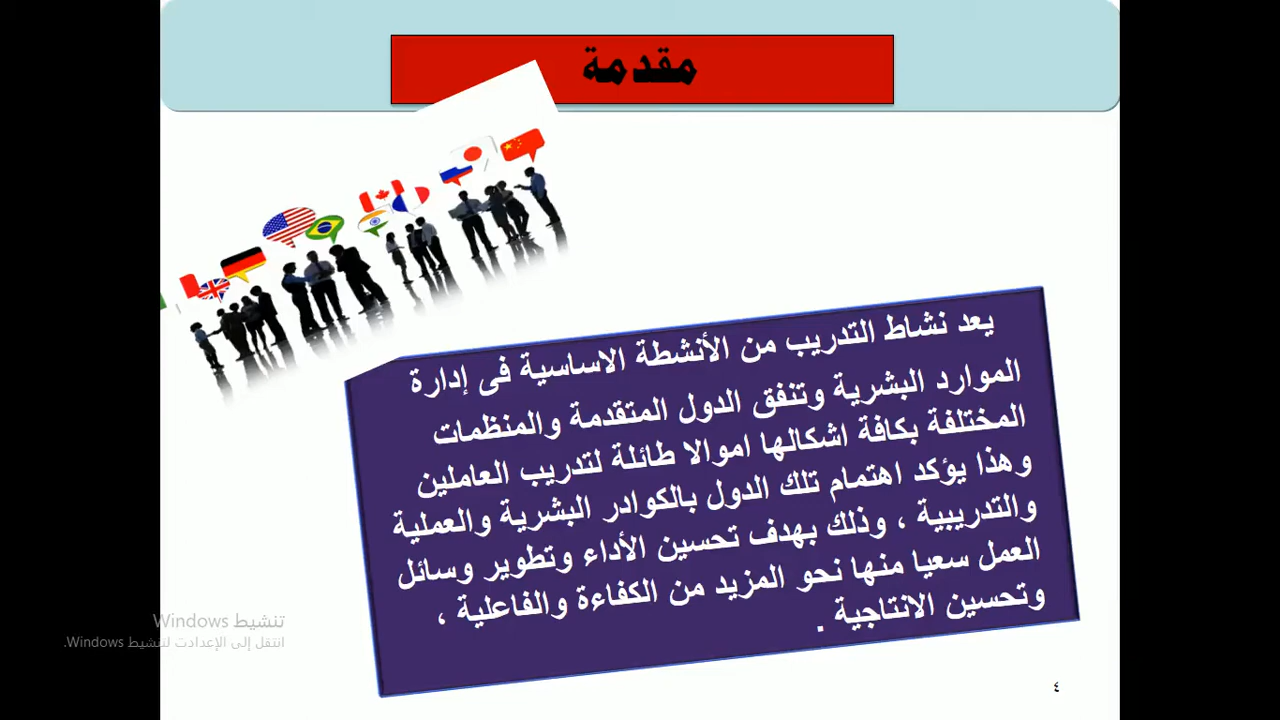 مقدمة
يعد نشاط التدريب من الأنشطة الاساسية فى إدارة
الموارد البشرية وتنفق الدول المتقدمة والمنظمات
المختلفة بكافة اشكالها اموالا طائلة لتدريب العاملين
وهذا يؤكد اهتمام تلك الدول بالكوادر البشرية والعملية
والتدريبية ، وذلك بهدف تحسين الأداء وتطوير وسائل
العمل سعيا منها نحو المزيد من الكفاءة والفاعلية ،
وتحسين الانتاجية .
تنشيط Windows
انتقل إلى الإعدادت لتنشيط Windows.
٤